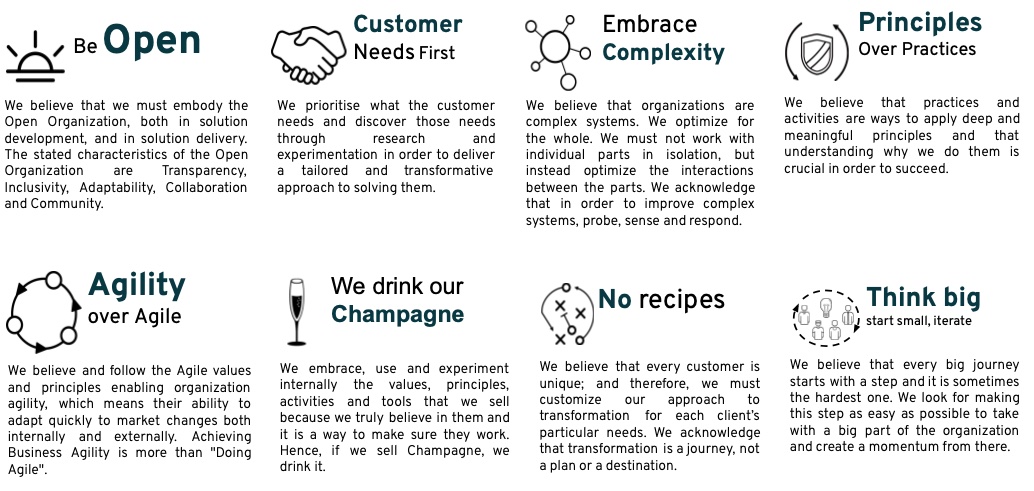 Be Open
We believe that we must embody the
Open Organization, both in solution
development, and in solution delivery.
The stated characteristics of the Open
Organization are Transparency,
Inclusivity, Adaptability, Collaboration
and Community.
Customer
Needs First
We prioritise what the customer
needs and discover those needs
through research and
experimentation in order to deliver
a tailored and transformative
approach to solving them.
Embrace
Complexity
We believe that organizations are
complex systems. We optimize for
the whole. We must not work with
individual parts in isolation, but
instead optimize the interactions
between the parts. We acknowledge
that in order to improve complex
systems, probe, sense and respond.
Principles
Over Practices
We believe that practices and
activities are ways to apply deep and
meaningful principles and that
understanding why we do them is
crucial in order to succeed.
Agility
over Agile
We believe and follow the Agile values
and principles enabling organization
agility, which means their ability to
adapt quickly to market changes both
internally and externally. Achieving
Business Agility is more than "Doing
Agile".
We drink our
Champagne
We embrace, use and experiment
internally the values, principles,
activities and tools that we sell
because we truly believe in them and
it is a way to make sure they work.
Hence, if we sell Champagne, we
drink it.
No recipes
We believe that every customer is
unique; and therefore, we must
customize our approach to
transformation for each client's
particular needs. We acknowledge
that transformation is a journey, not
a plan or a destination.
Think big
start small, iterate
We believe that every big journey
starts with a step and it is sometimes
the hardest one. We look for making
this step as easy as possible to take
with a big part of the organization
and create a momentum from there.